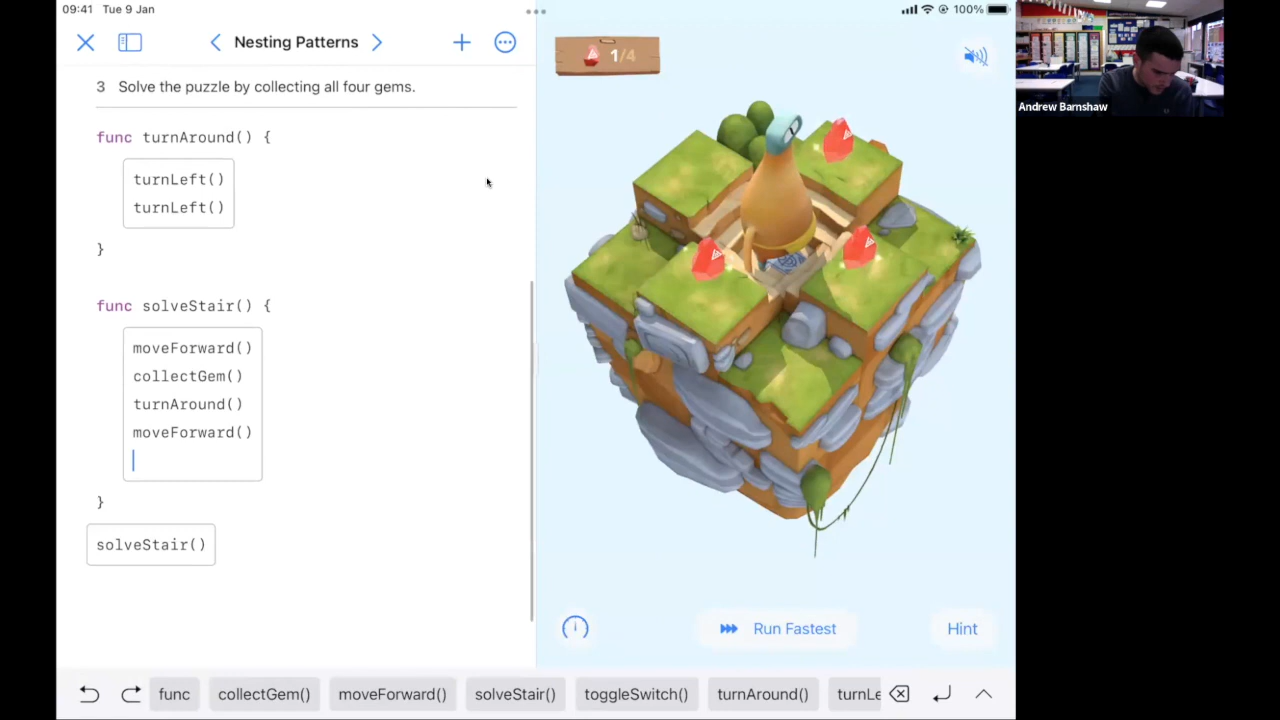 09:41 Tue 9 Jan
100%
Nesting Patterns
3 Solve the puzzle by collecting all four gems.
func turnAround() {
turnLeft()
turnLeft()
}
func solveStair() {
moveForward()
collectGem()
turnAround()
moveForward()
}
solveStair()
1/4
Run Fastest
Hint
func
collectGem()
moveForward()
solveStair()
toggleSwitch()
turnAround()
turnLe
Andrew Barnshaw